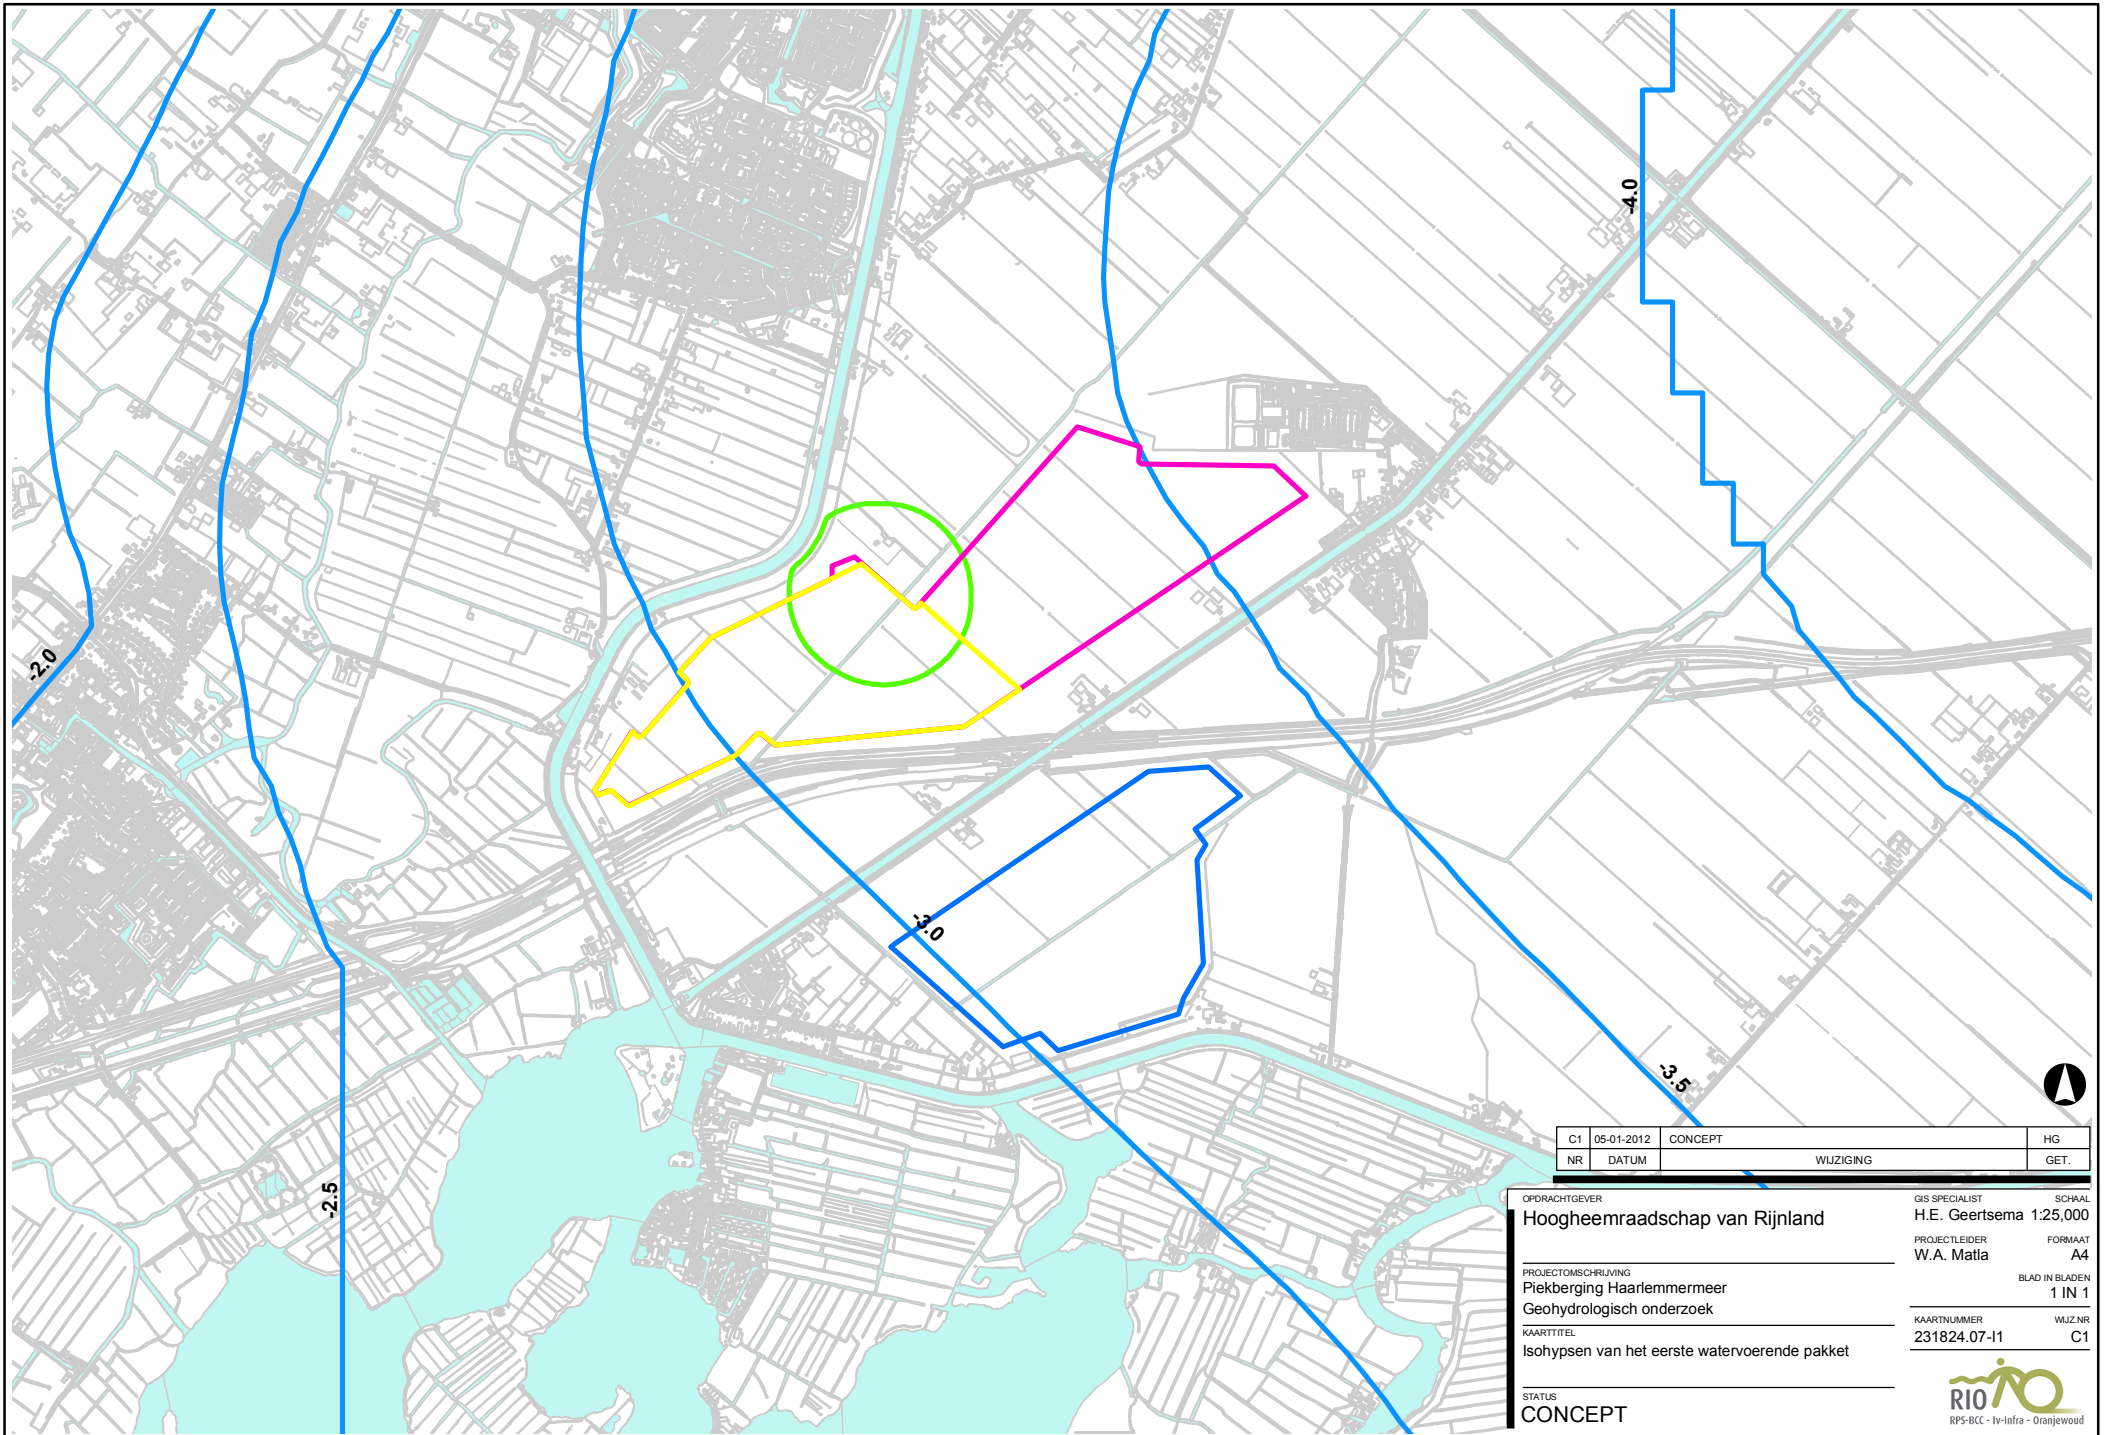 -4.0
-2.0
-3.0
-3.5
-2.5
C1 05-01-2012 CONCEPT HG
NR DATUM WIJZIGING GET.
OPDRACHTGEVER
Hoogheemraadschap van Rijnland
GIS SPECIALIST SCHAAL
H.E. Geertsema 1:25,000
PROJECTLEIDER FORMAAT
W.A. Matla A4
PROJECTOMSCHRIJVING
Piekberging Haarlemmermeer
Geohydrologisch onderzoek
BLAD IN BLADEN
1 IN 1
KAARTNUMMER WIJZ.NR
231824.07-I1 C1
KAARTTITEL
Isohypsen van het eerste watervoerende pakket
STATUS
CONCEPT
RIO
RPS-BCC - Iv-Infra - Oranjewoud